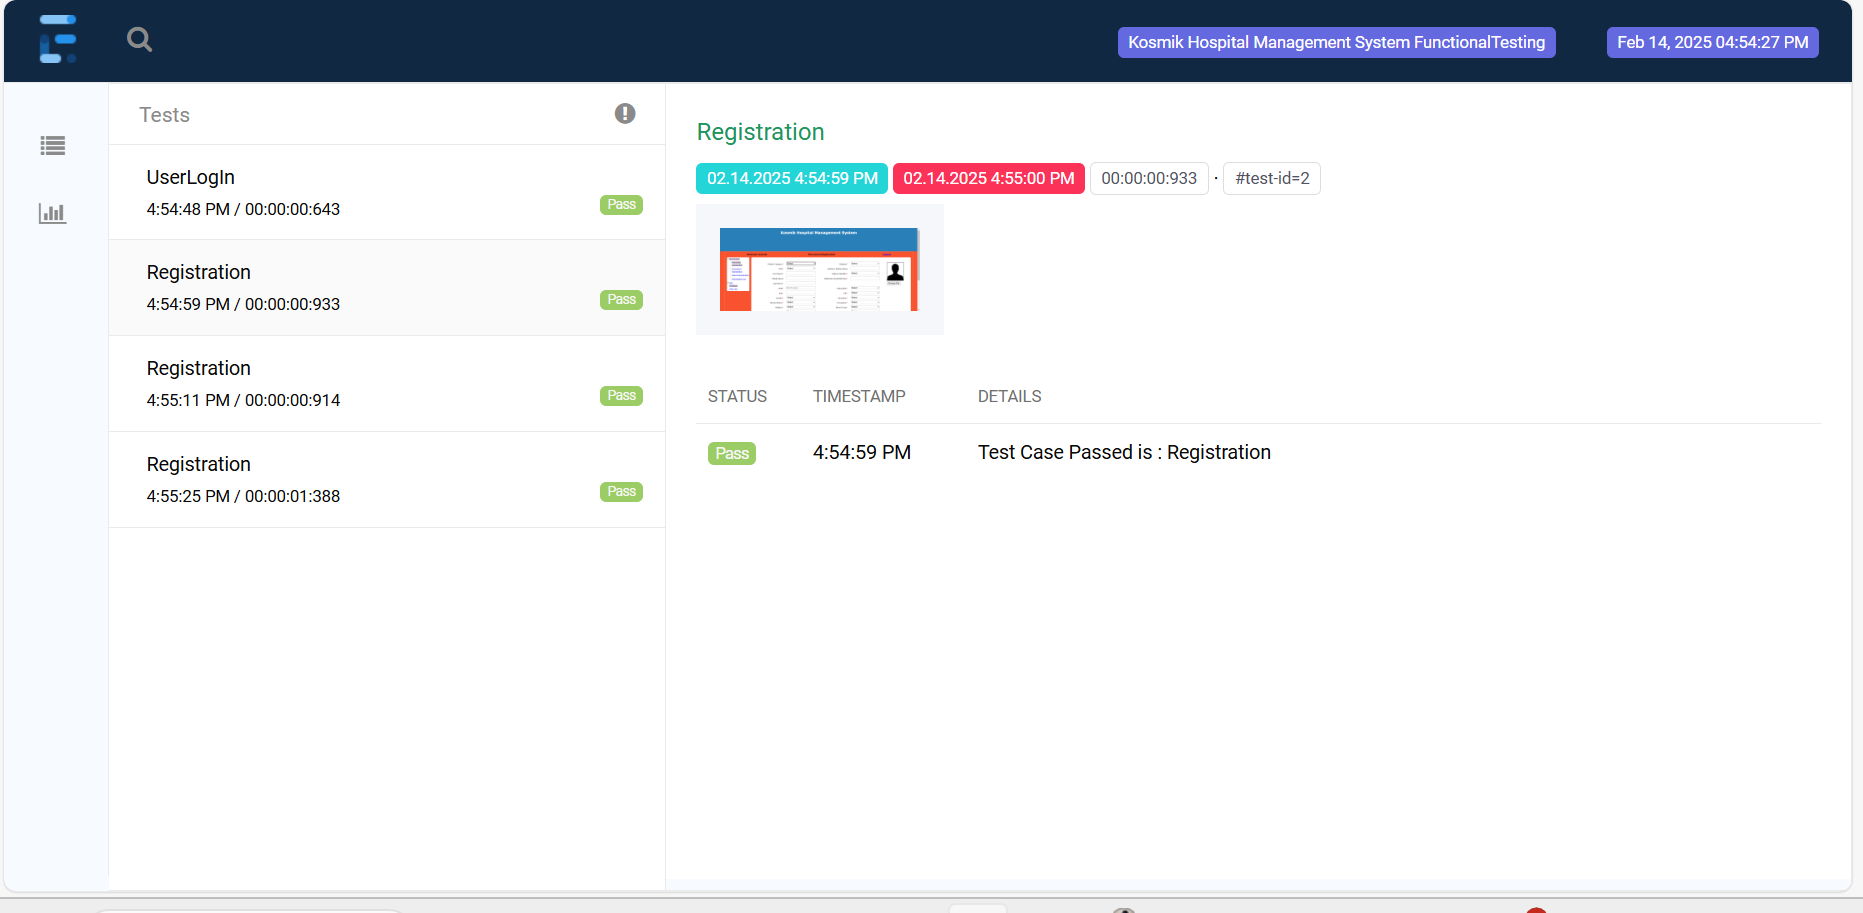 Kosmik Hospital Management System FunctionalTesting
Feb 14, 2025 04:54:27 PM
Tests
UserLogIn
4:54:48 PM / 00:00:00:643
Pass
Registration
4:54:59 PM / 00:00:00:933
Pass
Registration
4:55:11 PM / 00:00:00:914
Pass
Registration
4:55:25 PM / 00:00:01:388
Pass
Registration
02.14.2025 4:54:59 PM 02.14.2025 4:55:00 PM 00:00:00:933 · #test-id=2
Kosmik Hospital Management System
STATUS TIMESTAMP DETAILS
Pass 4:54:59 PM Test Case Passed is : Registration